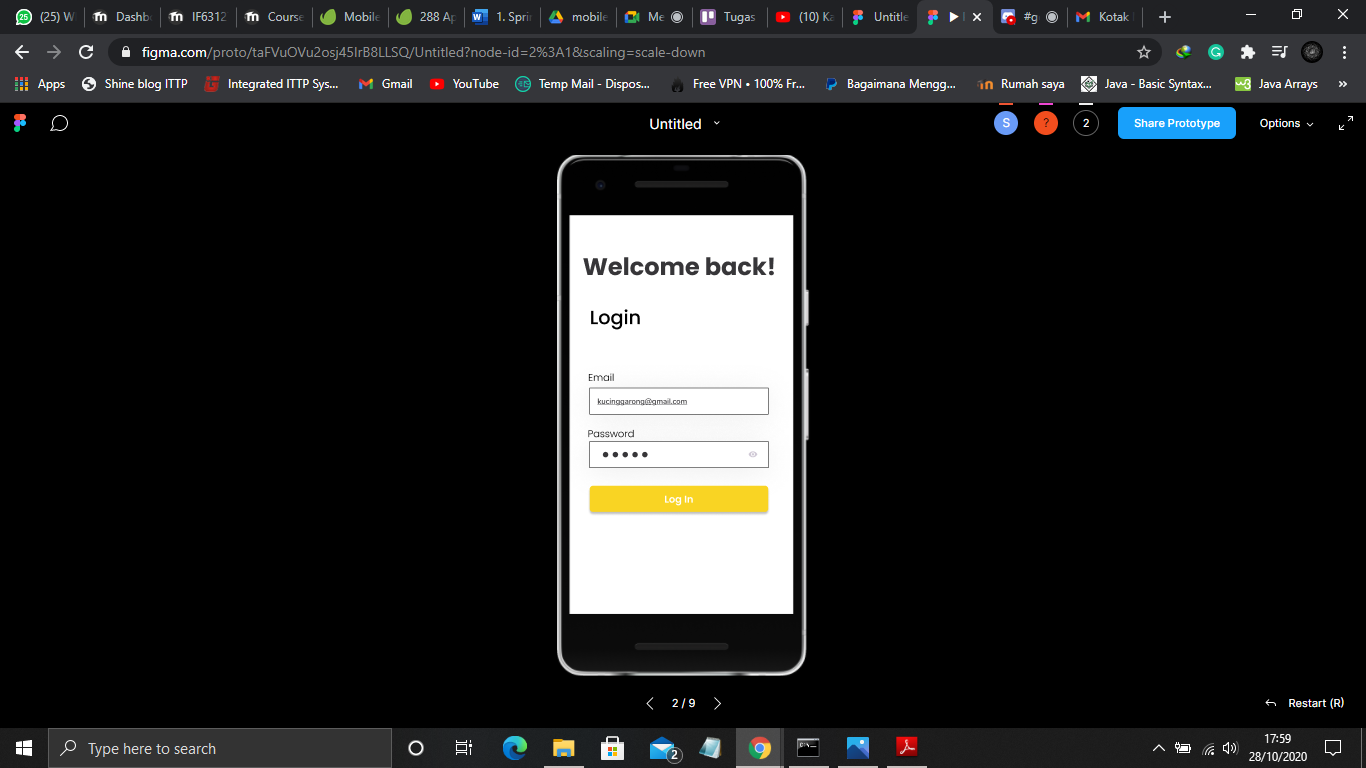 (25) W
Dashb
IF6312
Course
Mobile
288 Ap
1. Sprin
mobile
Me
Tugas
(10) Ka
Untitle
#g
Kotak
figma.com/proto/taFVuOVu2osj45IrB8LLSQ/Untitled?node-id=2%3A1&scaling=scale-down
Apps
Shine blog ITTP
Integrated ITTP Sys...
Gmail
YouTube
Temp Mail - Dispos...
Free VPN • 100% Fr...
Bagaimana Mengg...
Rumah saya
Java - Basic Syntax...
Java Arrays
»
Untitled
S
?
2
Share Prototype
Options
Welcome back!
Login
Email
kucinggarong@gmail.com
Password
Log In
2 / 9
Restart (R)
Type here to search
2
17:59
28/10/2020